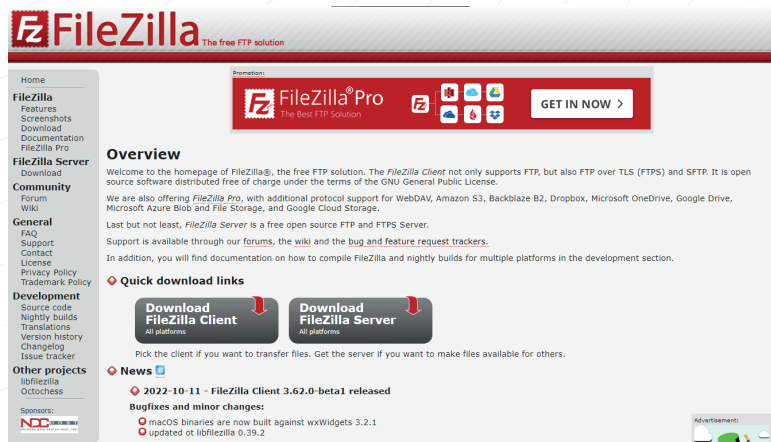 FileZilla The free FTP solution
Home
FileZilla
Features
Screenshots
Download
Documentation
FileZilla Pro
FileZilla Server
Download
Community
Forum
Wiki
General
FAQ
Support
Contact
License
Privacy Policy
Trademark Policy
Development
Source code
Nightly builds
Translations
Version history
Changelog
Issue tracker
Other projects
libfilezilla
Octochess
Sponsors:
Promotion:
FileZilla® Pro
The Best FTP Solution
GET IN NOW >
Overview
Welcome to the homepage of FileZilla®, the free FTP solution. The FileZilla Client not only supports FTP, but also FTP over TLS (FTPS) and SFTP. It is open
source software distributed free of charge under the terms of the GNU General Public License.
We are also offering FileZilla Pro, with additional protocol support for WebDAV, Amazon S3, Backblaze B2, Dropbox, Microsoft OneDrive, Google Drive,
Microsoft Azure Blob and File Storage, and Google Cloud Storage.
Last but not least, FileZilla Server is a free open source FTP and FTPS Server.
Support is available through our forums, the wiki and the bug and feature request trackers.
In addition, you will find documentation on how to compile FileZilla and nightly builds for multiple platforms in the development section.
Quick download links
Download
FileZilla Client
All platforms
Download
FileZilla Server
All platforms
Pick the client if you want to transfer files. Get the server if you want to make files available for others.
News
2022-10-11 - FileZilla Client 3.62.0-beta1 released
Bugfixes and minor changes:
macOS binaries are now built against wxWidgets 3.2.1
updated ot libfilezilla 0.39.2
Advertisement: